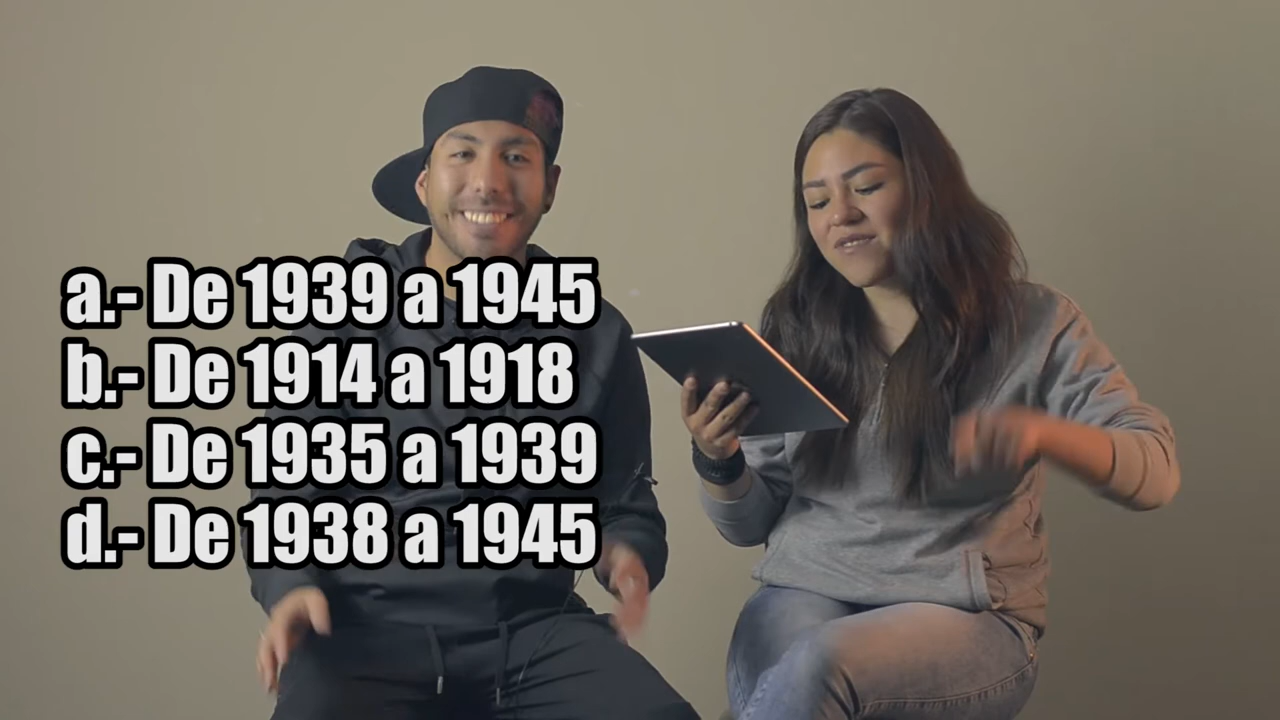 a.- De 1939 a 1945
b.- De 1914 a 1918
c.- De 1935 a 1939
d.- De 1938 a 1945